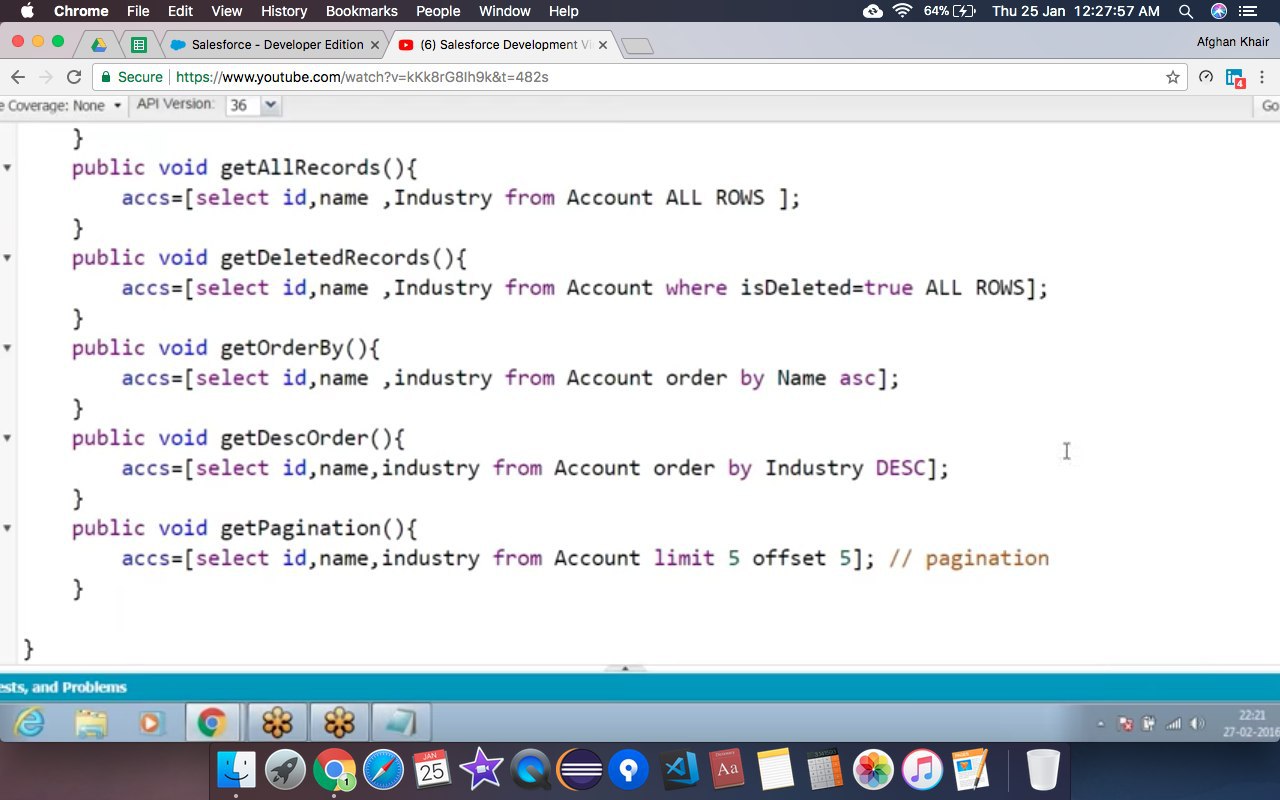 Chrome File Edit View History Bookmarks People Window Help 64% Thu 25 Jan 12:27:57 AM
Salesforce - Developer Edition (6) Salesforce Development Vi Afghan Khair
Secure https://www.youtube.com/watch?v=kKk8rG8lh9k&t=482s 4
e Coverage: None API Version: 36 Go
}
public void getAllRecords(){
accs=[select id,name ,Industry from Account ALL ROWS ];
}
public void getDeletedRecords(){
accs=[select id,name ,Industry from Account where isDeleted=true ALL ROWS];
}
public void getOrderBy(){
accs=[select id,name ,industry from Account order by Name asc];
}
public void getDescOrder(){
accs=[select id,name,industry from Account order by Industry DESC];
}
public void getPagination(){
accs=[select id,name,industry from Account limit 5 offset 5]; // pagination
}
}
ests, and Problems
22:21
27-02-2016
JAN
25
1
Aa